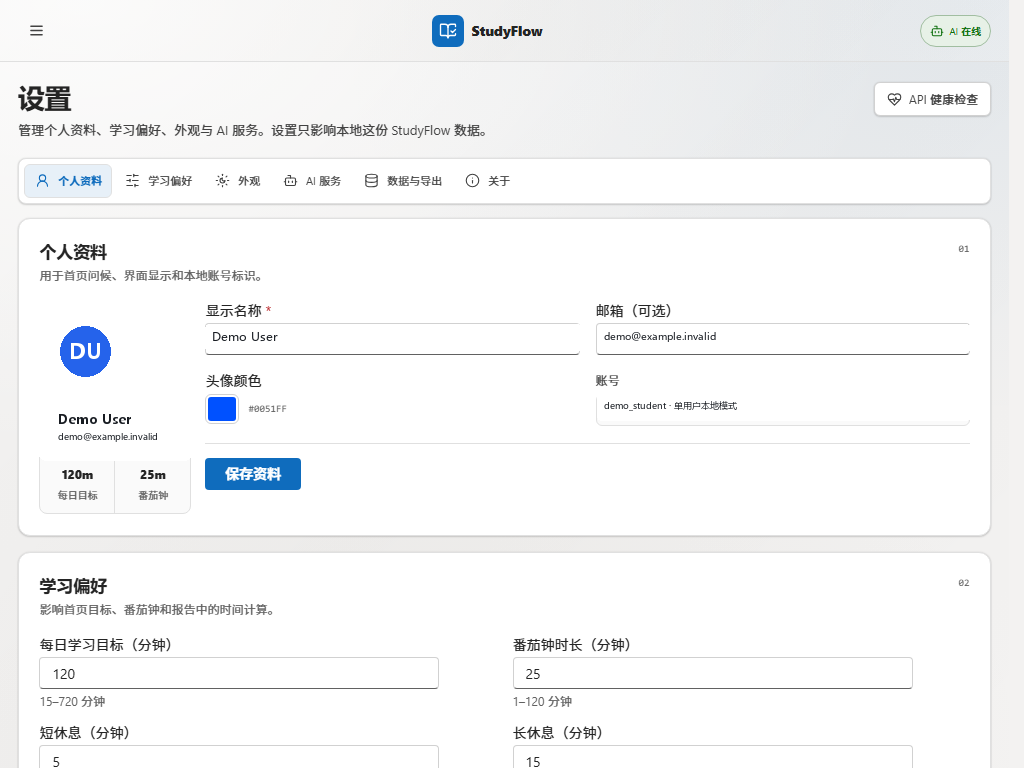 StudyFlow
AI 在线
设置
管理个人资料、学习偏好、外观与 AI 服务。设置只影响本地这份 StudyFlow 数据。
API 健康检查
个人资料
学习偏好
外观
AI 服务
数据与导出
关于
个人资料
01
用于首页问候、界面显示和本地账号标识。
DU
Demo User
demo@example.invalid
120m
每日目标
25m
番茄钟
显示名称 *
Demo User
邮箱（可选）
demo@example.invalid
头像颜色
#0051FF
账号
demo_student · 单用户本地模式
保存资料
学习偏好
02
影响首页目标、番茄钟和报告中的时间计算。
每日学习目标（分钟）
120
15–720 分钟
番茄钟时长（分钟）
25
1–120 分钟
短休息（分钟）
5
长休息（分钟）
15